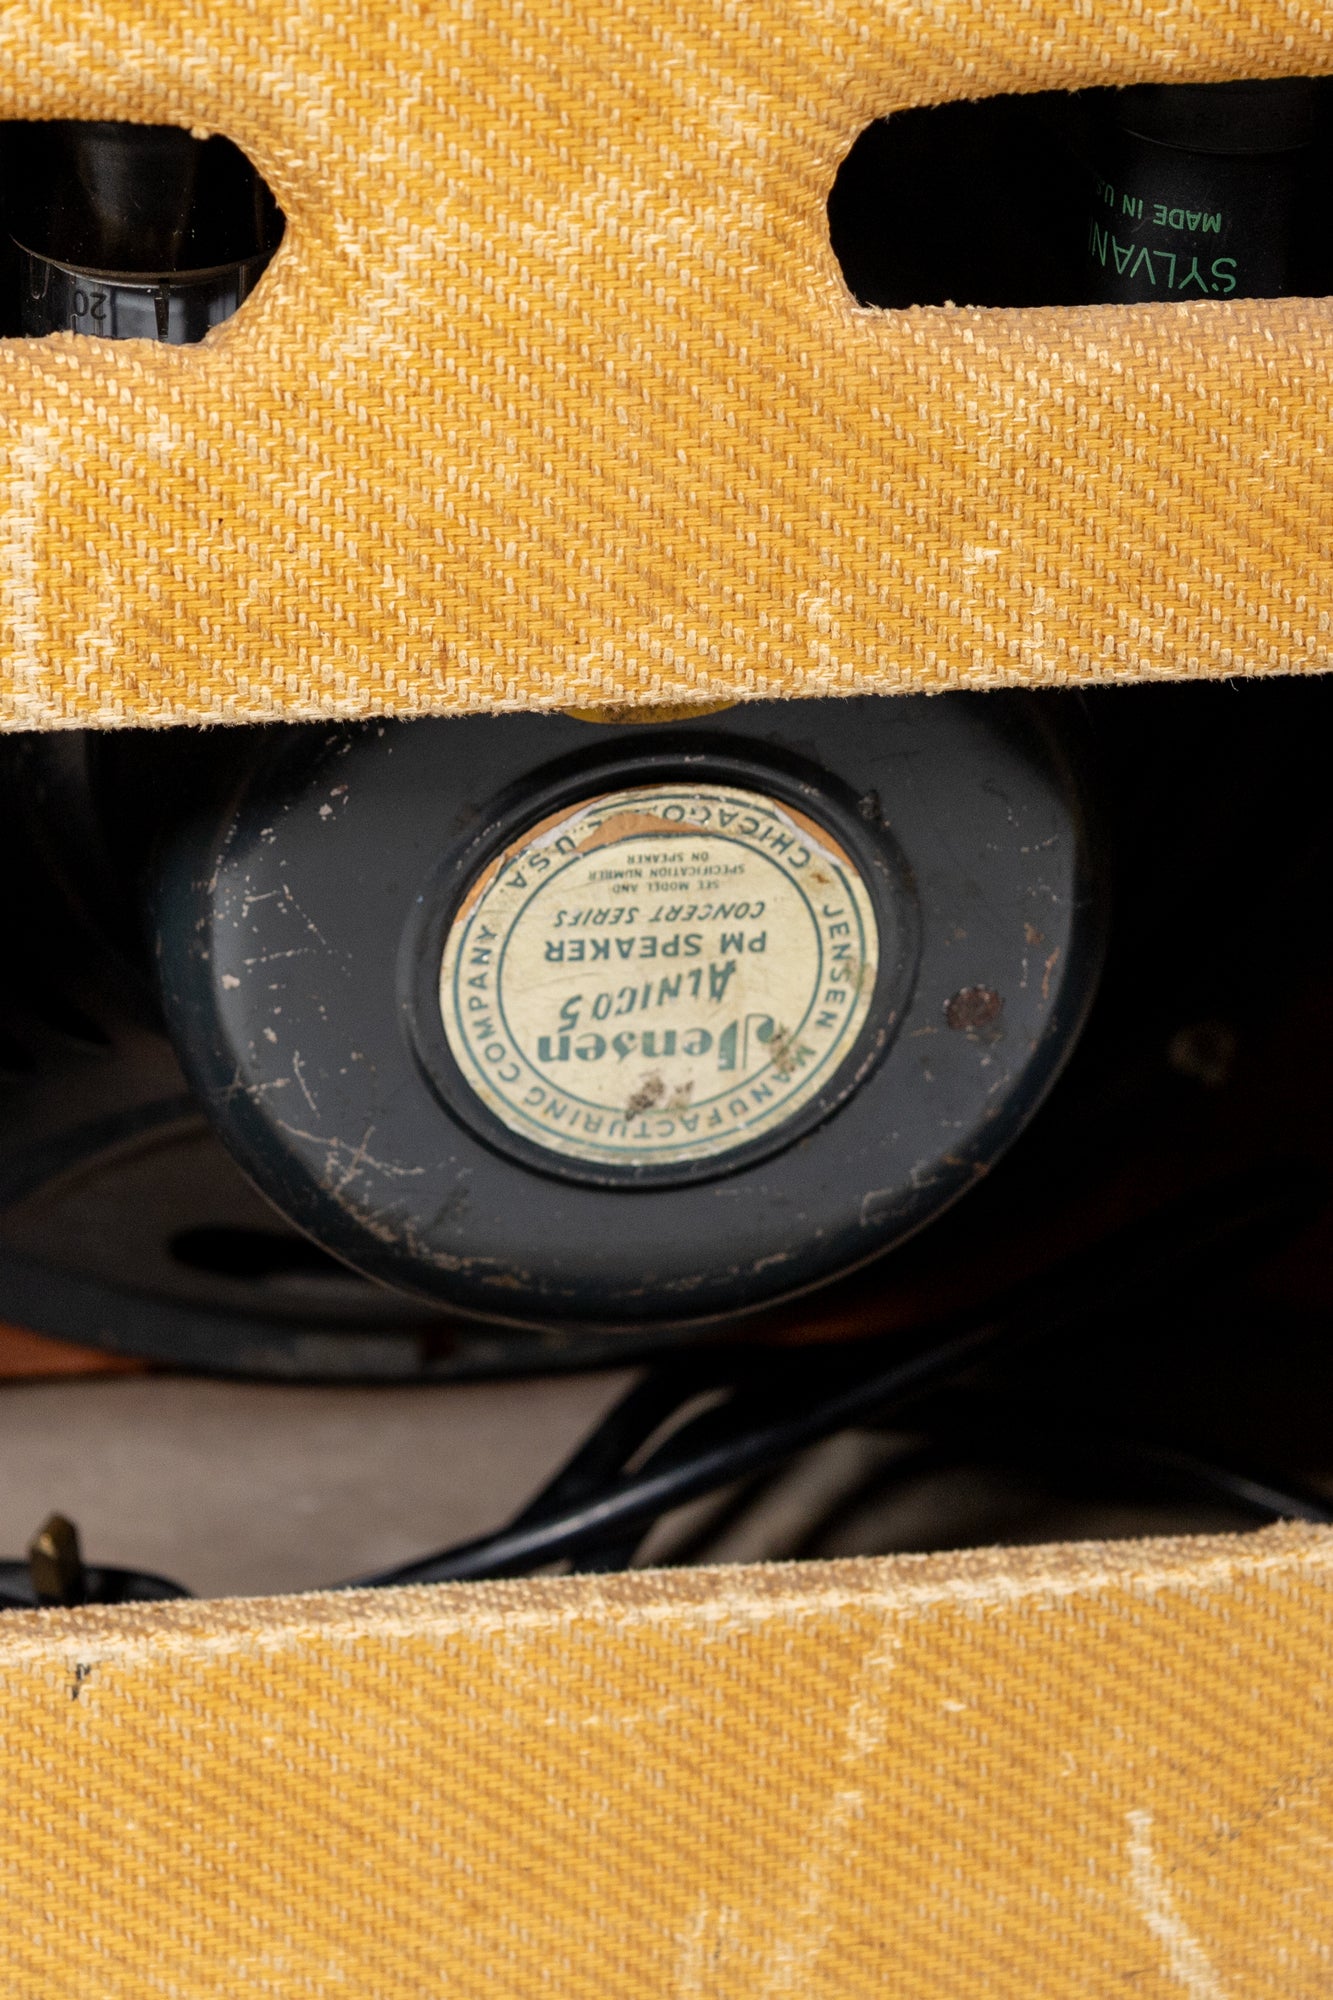 20
SYLVAN
MADE IN U.S
JENSEN MANUFACTURING COMPANY
CHICAGO, U.S.A.
Jensen
ALNICO 5
PM SPEAKER
CONCERT SERIES
SEE MODEL AND
SPECIFICATION NUMBER
ON SPEAKER